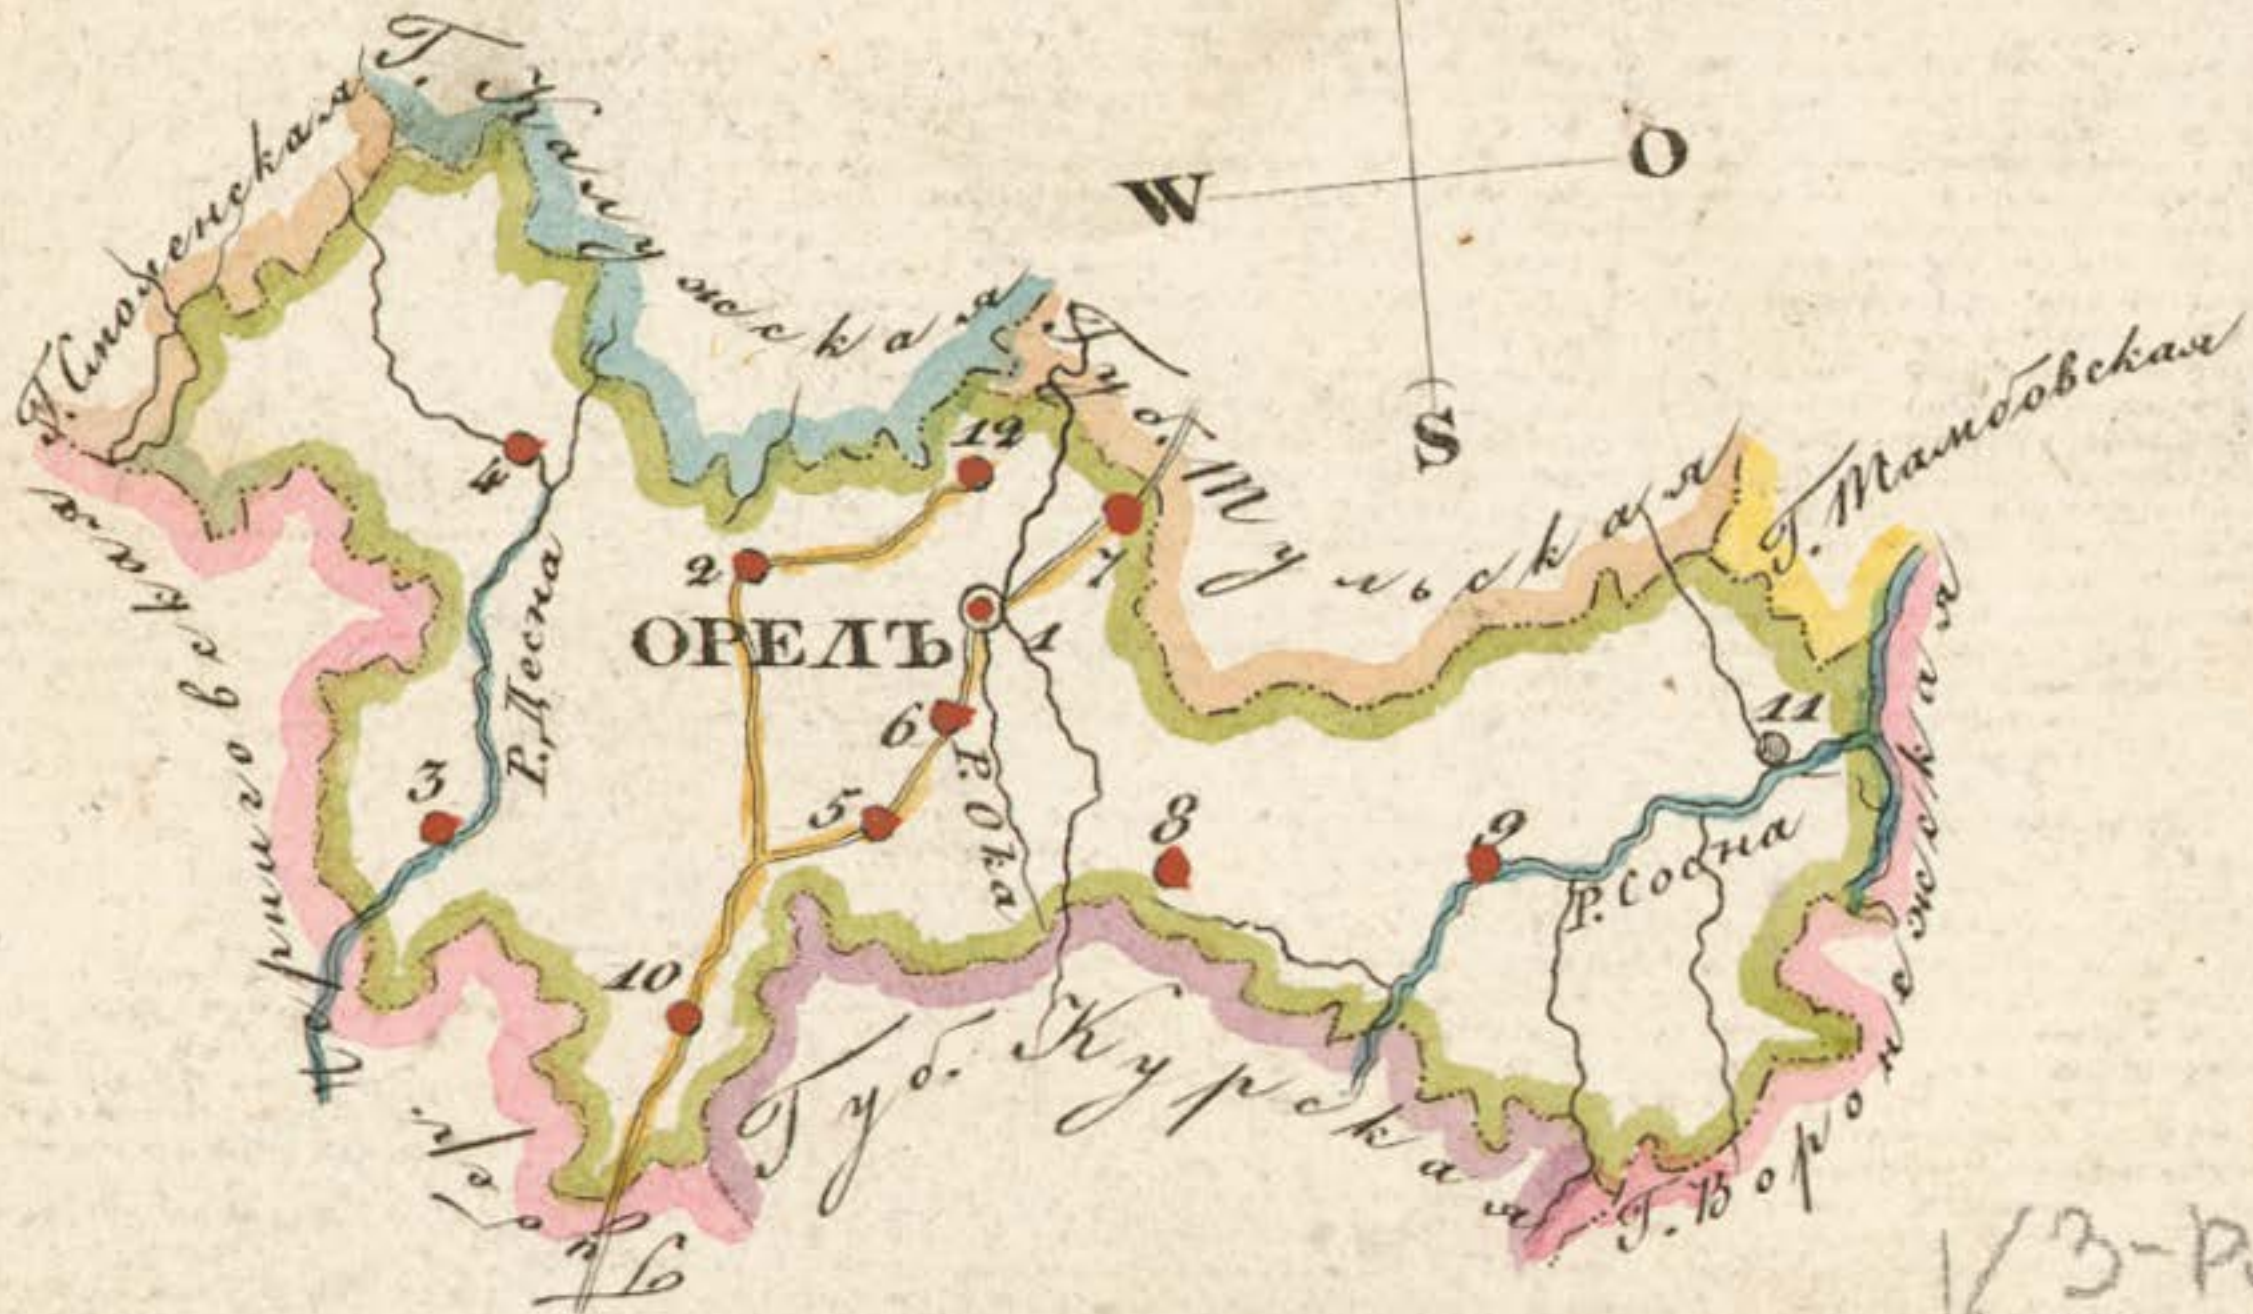 Г. Смоленская
Г. Калужская
W
O
S
Губ. Тульская
Г. Тамбовская
12
4
2
7
ОРЕЛЪ
1
Р. Десна
6
11
3
5
Р. Ока
8
9
Р. Сосна
10
Губ. Черниговская
Губ. Курская
Г. Воронежская